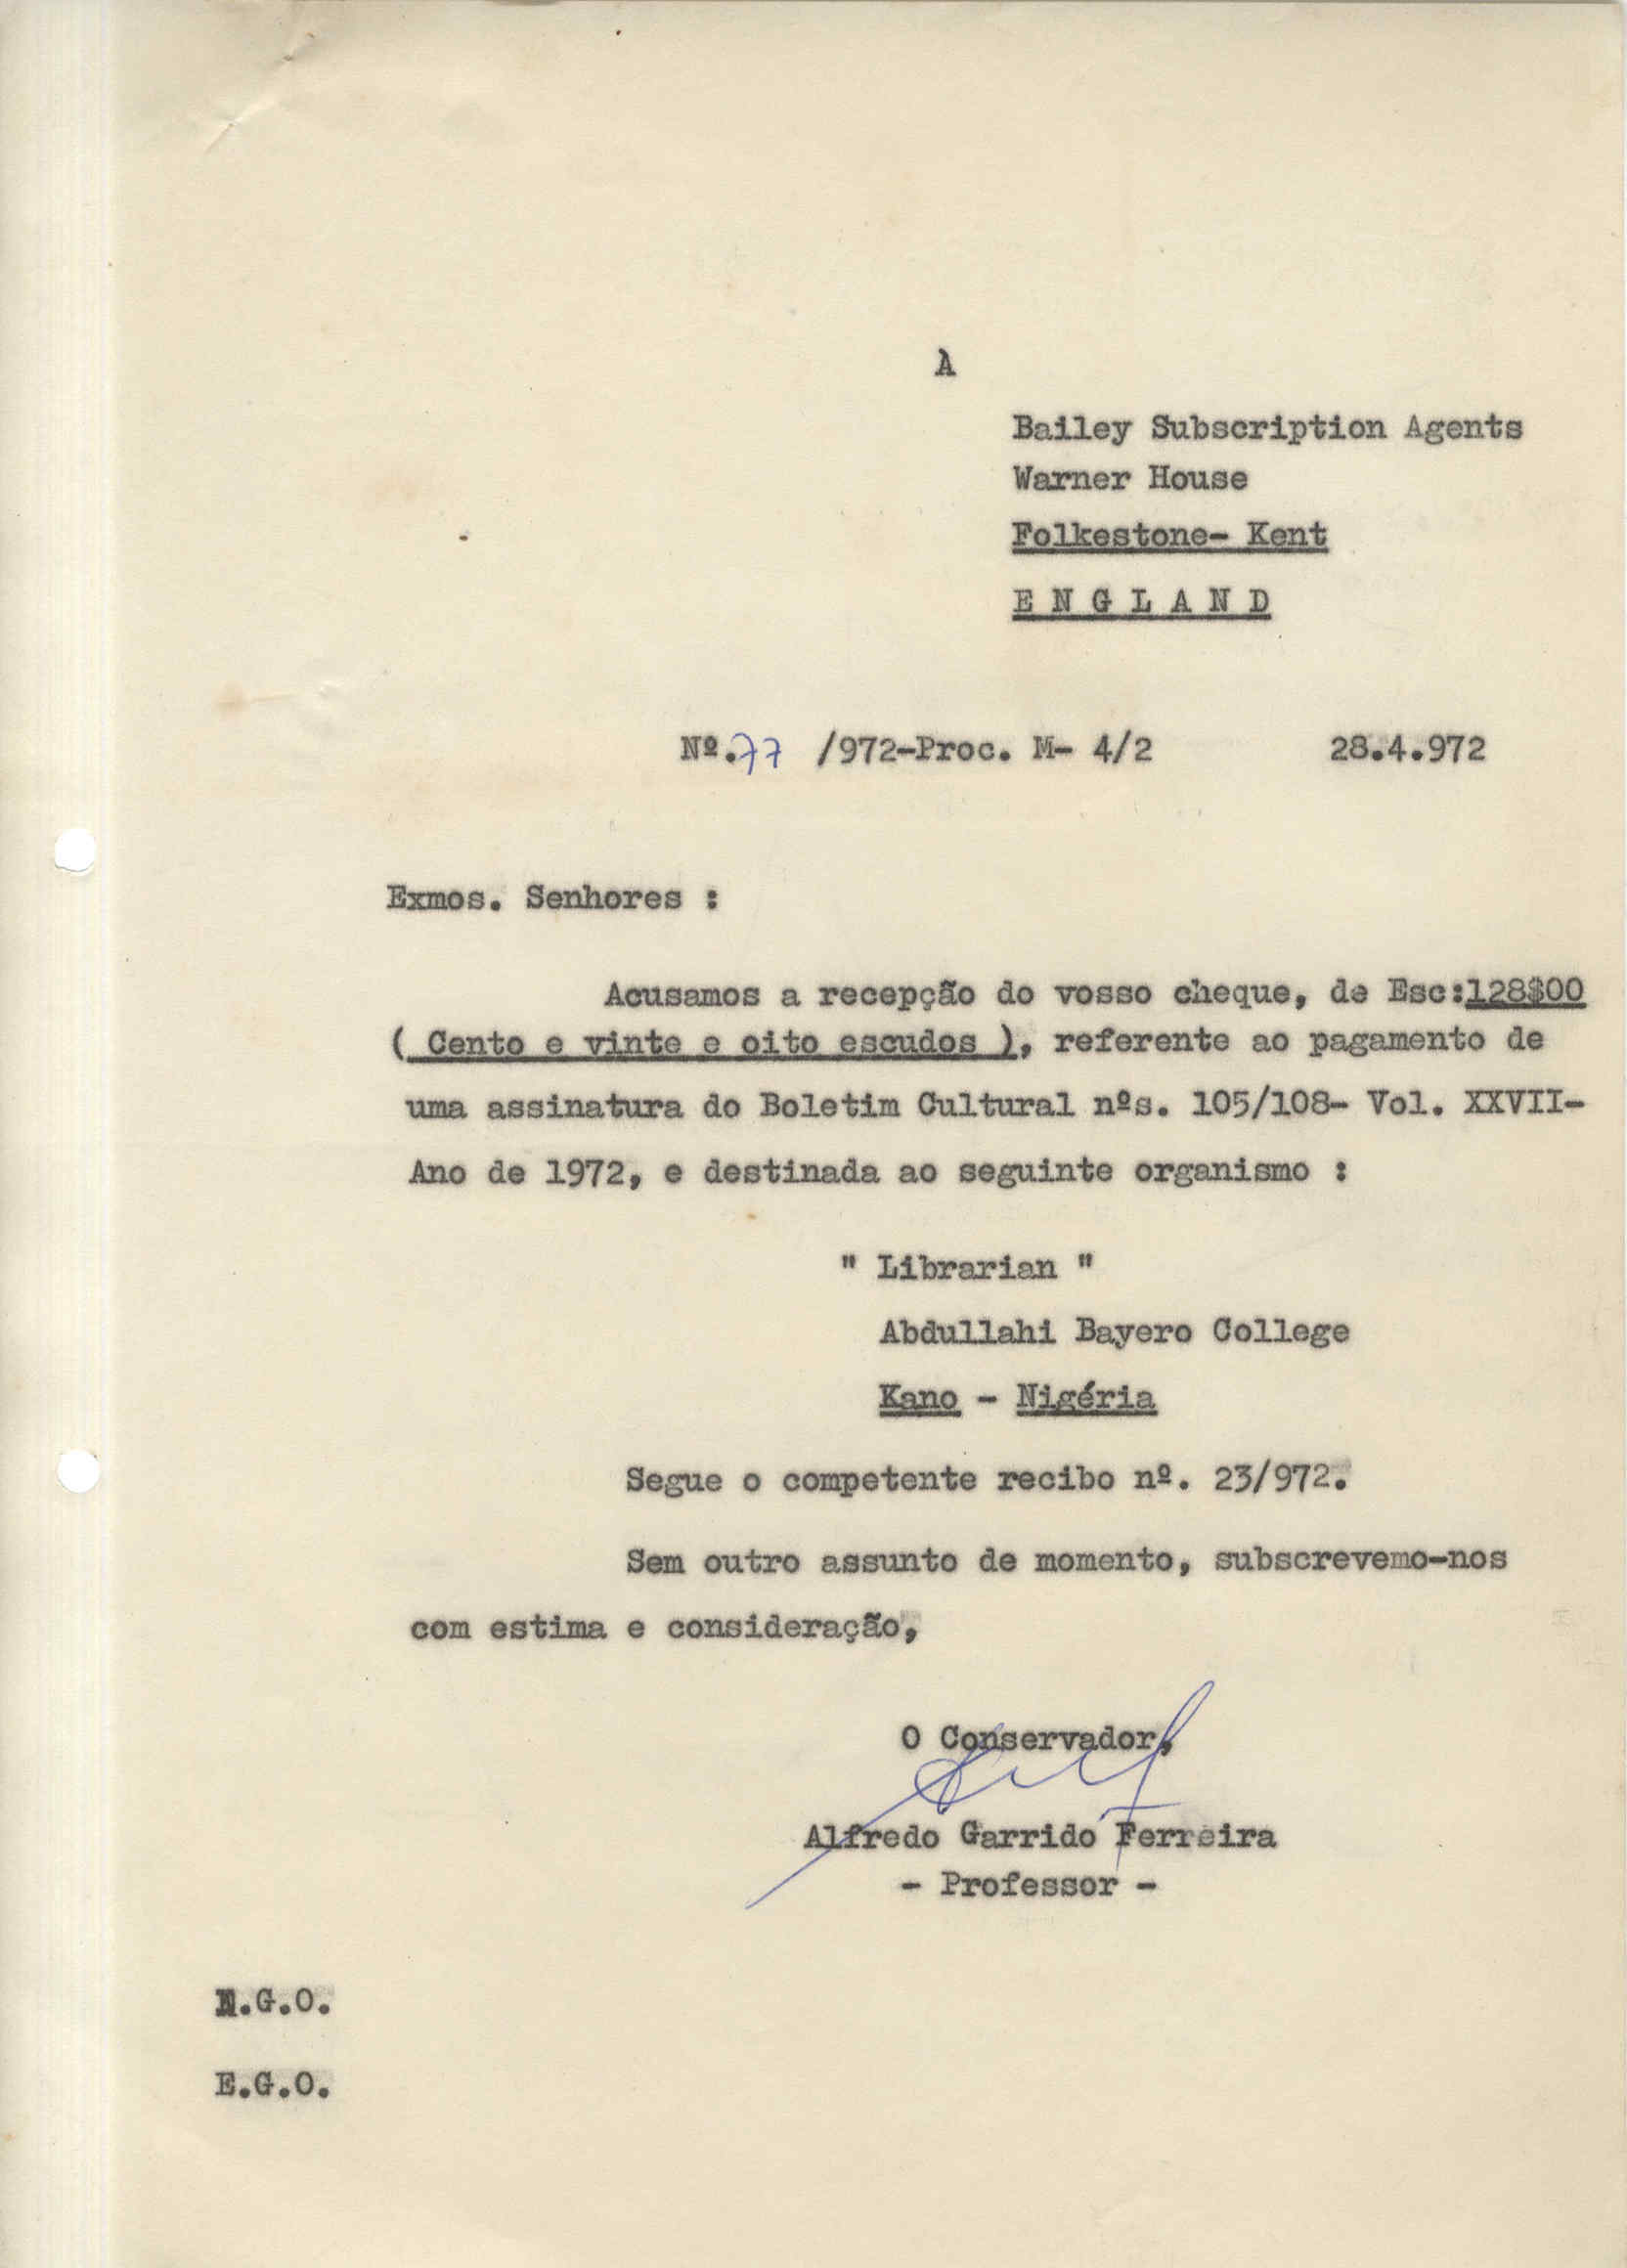 À
Bailey Subscription Agents
Warner House
Folkestone- Kent
E N G L A N D
Nº.77 /972-Proc. M- 4/2 28.4.972
Exmos. Senhores :
Acusamos a recepção do vosso cheque, de Esc:128$00
( Cento e vinte e oito escudos ), referente ao pagamento de
uma assinatura do Boletim Cultural nºs. 105/108- Vol. XXVII-
Ano de 1972, e destinada ao seguinte organismo :
" Librarian "
Abdullahi Bayero College
Kano - Nigéria
Segue o competente recibo nº. 23/972.
Sem outro assunto de momento, subscrevemo-nos
com estima e consideração,
O Conservador,
Alfredo Garrido Ferreira
- Professor -
.G.O.
E.G.O.